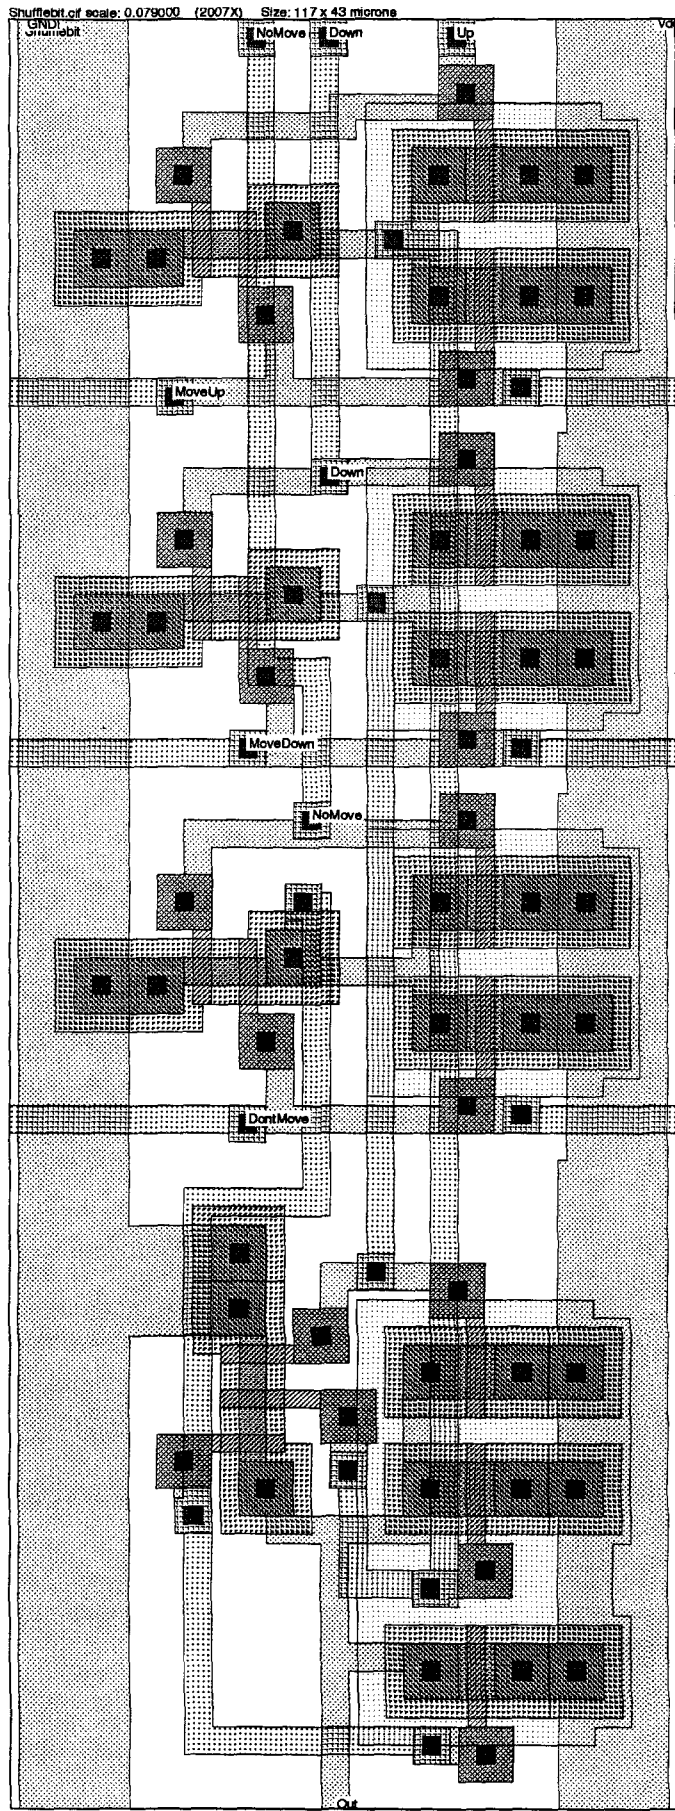 Shufflebit.cif scale: 0.079000 (2007X) Size: 117 x 43 microns
GND!
Shufflebit
NoMove
Down
Up
MoveUp
Down
MoveDown
NoMove
DontMove
Out